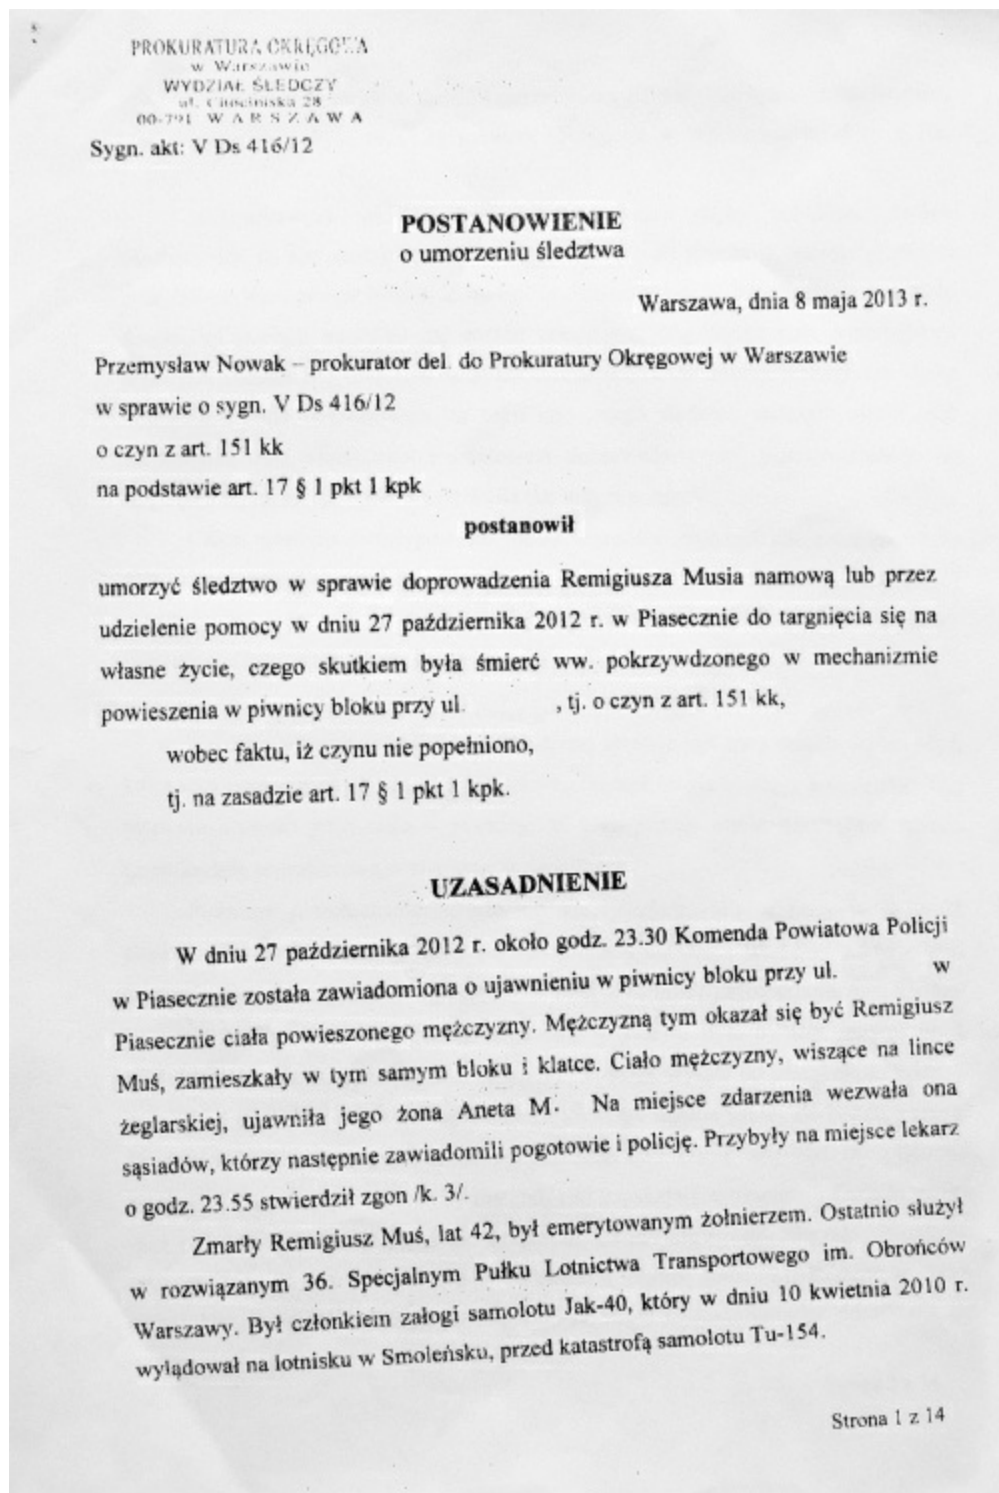 PROKURATURA OKRĘGOWA
w Warszawie
WYDZIAŁ ŚLEDCZY
ul. Chocimska 28
00-791 WARSZAWA
Sygn. akt: V Ds 416/12
POSTANOWIENIE
o umorzeniu śledztwa
Warszawa, dnia 8 maja 2013 r.
Przemysław Nowak – prokurator del. do Prokuratury Okręgowej w Warszawie
w sprawie o sygn. V Ds 416/12
o czyn z art. 151 kk
na podstawie art. 17 § 1 pkt 1 kpk
postanowił
umorzyć śledztwo w sprawie doprowadzenia Remigiusza Musia namową lub przez
udzielenie pomocy w dniu 27 października 2012 r. w Piasecznie do targnięcia się na
własne życie, czego skutkiem była śmierć ww. pokrzywdzonego w mechanizmie
powieszenia w piwnicy bloku przy ul. , tj. o czyn z art. 151 kk,
wobec faktu, iż czynu nie popełniono,
tj. na zasadzie art. 17 § 1 pkt 1 kpk.
UZASADNIENIE
W dniu 27 października 2012 r. około godz. 23.30 Komenda Powiatowa Policji
w Piasecznie została zawiadomiona o ujawnieniu w piwnicy bloku przy ul. w
Piasecznie ciała powieszonego mężczyzny. Mężczyzną tym okazał się być Remigiusz
Muś, zamieszkały w tym samym bloku i klatce. Ciało mężczyzny, wiszące na lince
żeglarskiej, ujawniła jego żona Aneta M. Na miejsce zdarzenia wezwała ona
sąsiadów, którzy następnie zawiadomili pogotowie i policję. Przybyły na miejsce lekarz
o godz. 23.55 stwierdził zgon /k. 3/.
Zmarły Remigiusz Muś, lat 42, był emerytowanym żołnierzem. Ostatnio służył
w rozwiązanym 36. Specjalnym Pułku Lotnictwa Transportowego im. Obrońców
Warszawy. Był członkiem załogi samolotu Jak-40, który w dniu 10 kwietnia 2010 r.
wylądował na lotnisku w Smoleńsku, przed katastrofą samolotu Tu-154.
Strona 1 z 14